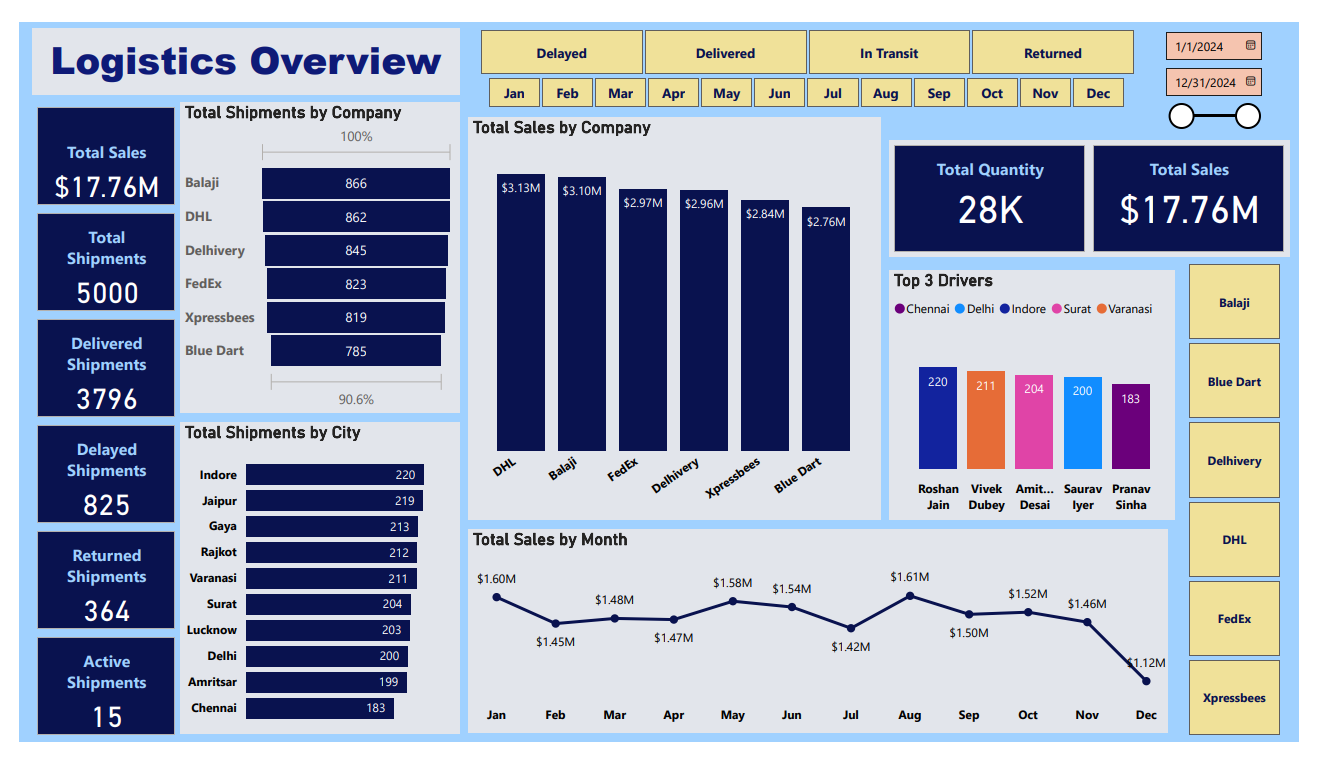 Logistics Overview
Delayed
Delivered
In Transit
Returned
Jan
Feb
Mar
Apr
May
Jun
Jul
Aug
Sep
Oct
Nov
Dec
1/1/2024
12/31/2024
Total Sales
$17.76M
Total
Shipments
5000
Delivered
Shipments
3796
Delayed
Shipments
825
Returned
Shipments
364
Active
Shipments
15
Total Shipments by Company
100%
Balaji 866
DHL 862
Delhivery 845
FedEx 823
Xpressbees 819
Blue Dart 785
90.6%
Total Shipments by City
Indore 220
Jaipur 219
Gaya 213
Rajkot 212
Varanasi 211
Surat 204
Lucknow 203
Delhi 200
Amritsar 199
Chennai 183
Total Sales by Company
$3.13M
$3.10M
$2.97M
$2.96M
$2.84M
$2.76M
DHL
Balaji
FedEx
Delhivery
Xpressbees
Blue Dart
Total Quantity
28K
Total Sales
$17.76M
Top 3 Drivers
Chennai Delhi Indore Surat Varanasi
220
211
204
200
183
Roshan
Jain
Vivek
Dubey
Amit...
Desai
Saurav
Iyer
Pranav
Sinha
Total Sales by Month
$1.60M
$1.45M
$1.48M
$1.47M
$1.58M
$1.54M
$1.42M
$1.61M
$1.50M
$1.52M
$1.46M
$1.12M
Jan
Feb
Mar
Apr
May
Jun
Jul
Aug
Sep
Oct
Nov
Dec
Balaji
Blue Dart
Delhivery
DHL
FedEx
Xpressbees